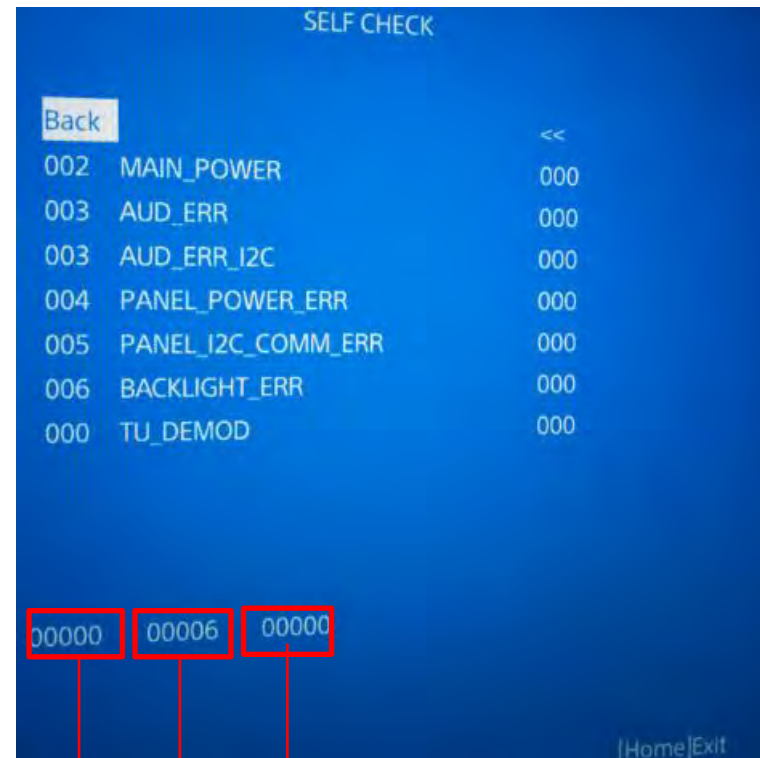 SELF CHECK
Back <<
002 MAIN_POWER 000
003 AUD_ERR 000
003 AUD_ERR_I2C 000
004 PANEL_POWER_ERR 000
005 PANEL_I2C_COMM_ERR 000
006 BACKLIGHT_ERR 000
000 TU_DEMOD 000
00000 00006 00000
[Home]Exit